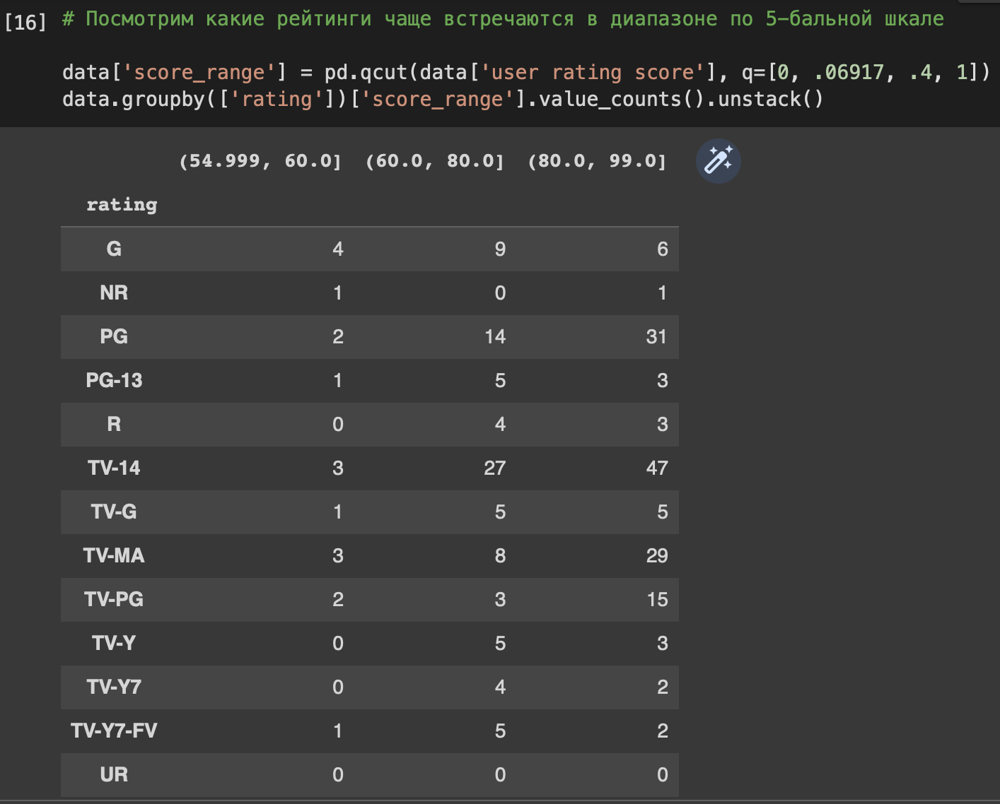 [16] # Посмотрим какие рейтинги чаще встречаются в диапазоне по 5-бальной шкале
data['score_range'] = pd.qcut(data['user rating score'], q=[0, .06917, .4, 1])
data.groupby(['rating'])['score_range'].value_counts().unstack()
(54.999, 60.0] (60.0, 80.0] (80.0, 99.0]
rating
G 4 9 6
NR 1 0 1
PG 2 14 31
PG-13 1 5 3
R 0 4 3
TV-14 3 27 47
TV-G 1 5 5
TV-MA 3 8 29
TV-PG 2 3 15
TV-Y 0 5 3
TV-Y7 0 4 2
TV-Y7-FV 1 5 2
UR 0 0 0